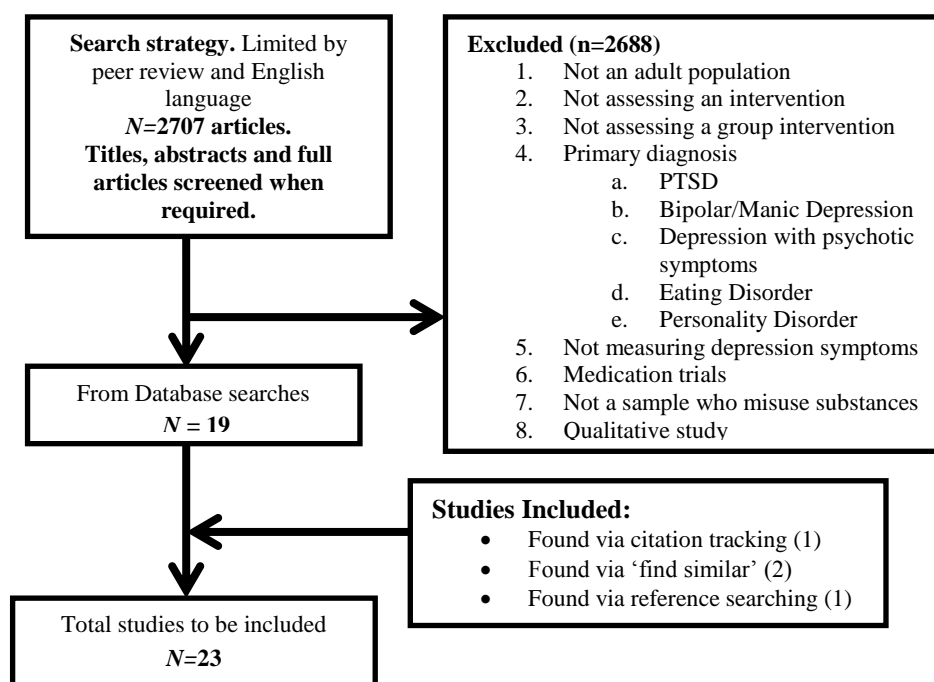 Search strategy. Limited by
peer review and English
language
N=2707 articles.
Titles, abstracts and full
articles screened when
required.
Excluded (n=2688)
1. Not an adult population
2. Not assessing an intervention
3. Not assessing a group intervention
4. Primary diagnosis
a. PTSD
b. Bipolar/Manic Depression
c. Depression with psychotic
symptoms
d. Eating Disorder
e. Personality Disorder
5. Not measuring depression symptoms
6. Medication trials
7. Not a sample who misuse substances
8. Qualitative study
From Database searches
N = 19
Studies Included:
• Found via citation tracking (1)
• Found via ‘find similar’ (2)
• Found via reference searching (1)
Total studies to be included
N=23